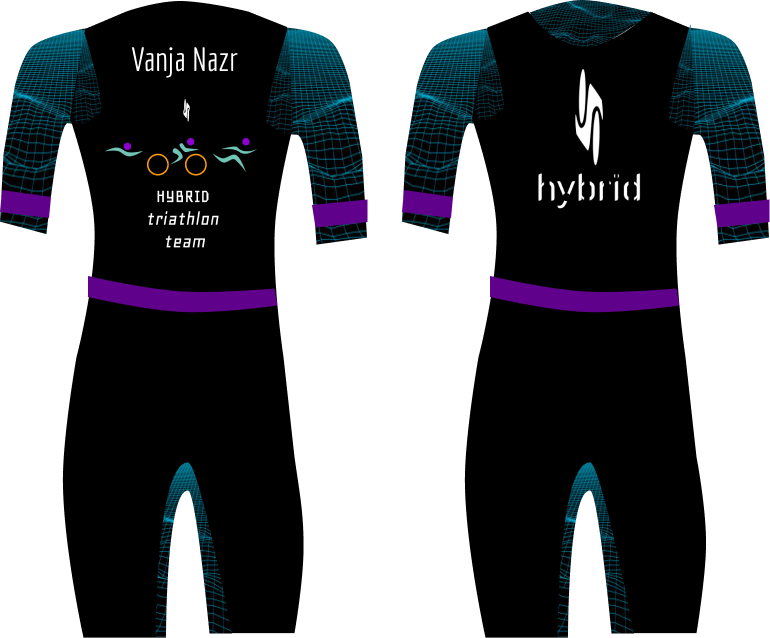 Vanja Nazr
HYBRID
triathlon
team
hybrid